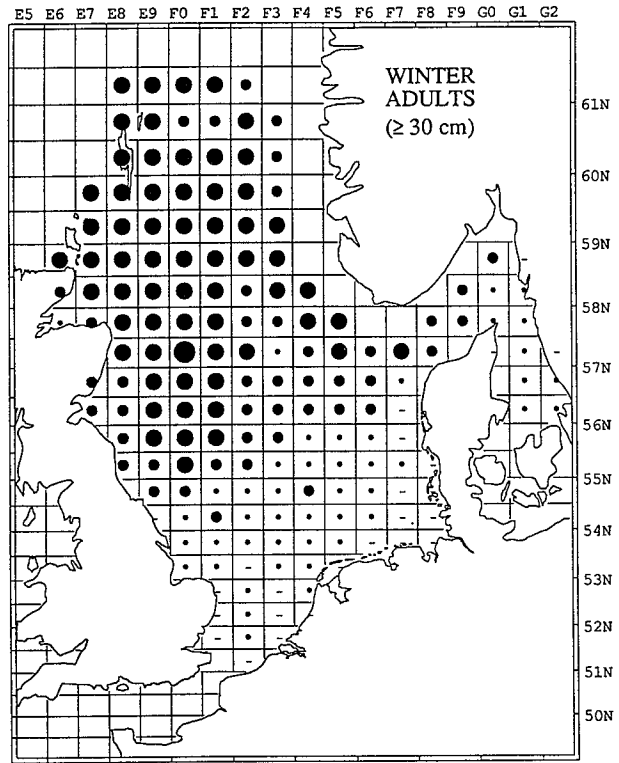 E5 E6 E7 E8 E9 F0 F1 F2 F3 F4 F5 F6 F7 F8 F9 G0 G1 G2
WINTER
ADULTS
(≥ 30 cm)
61N
60N
59N
58N
57N
56N
55N
54N
53N
52N
51N
50N